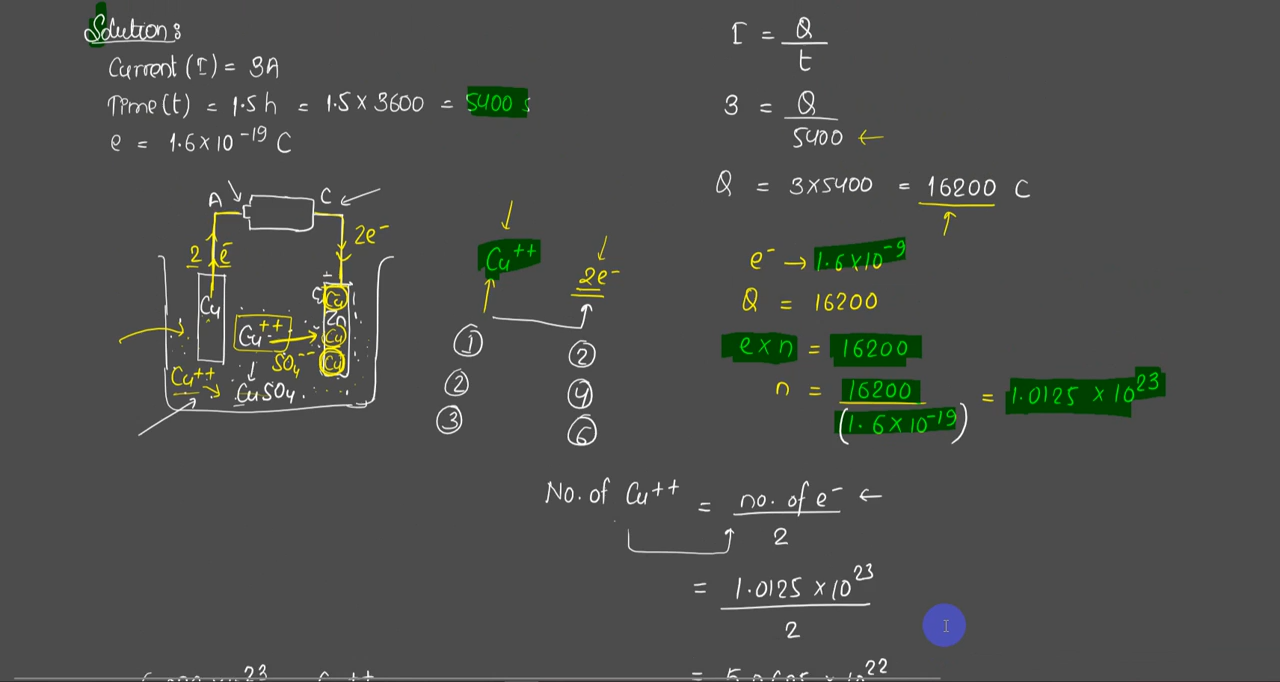 Solution:
Current (I) = 3A
Time (t) = 1.5 h = 1.5 × 3600 = 5400 s
e = 1.6 × 10⁻¹⁹ C
A C
2 e⁻ 2e⁻
Cu Cu
Zn
Cu⁺⁺ Cu
SO₄⁻⁻ Cu
Cu⁺⁺
CuSO₄
Cu⁺⁺ 2e⁻
① ②
② ④
③ ⑥
I = Q/t
3 = Q/5400 ←
Q = 3×5400 = 16200 C
e⁻ → 1.6×10⁻⁹
Q = 16200
e×n = 16200
n = 16200/(1.6×10⁻¹⁹) = 1.0125 × 10²³
No. of Cu⁺⁺ = no. of e⁻/2 ←
= 1.0125 × 10²³/2